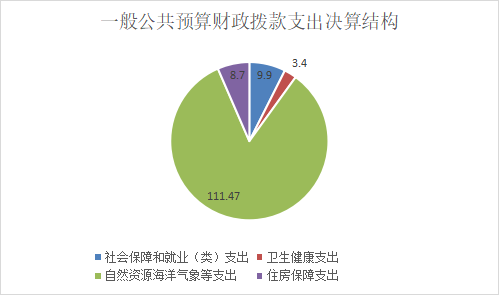 一般公共预算财政拨款支出决算结构
8.7
9.9
3.4
111.47
社会保障和就业（类）支出
卫生健康支出
自然资源海洋气象等支出
住房保障支出